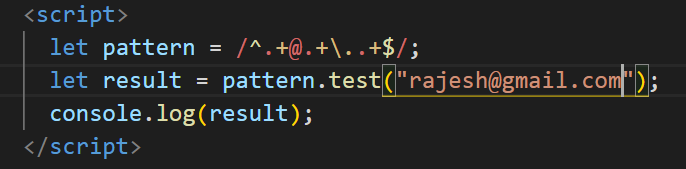 <script>
let pattern = /^.+@.+\..+$/;
let result = pattern.test("rajesh@gmail.com");
console.log(result);
</script>